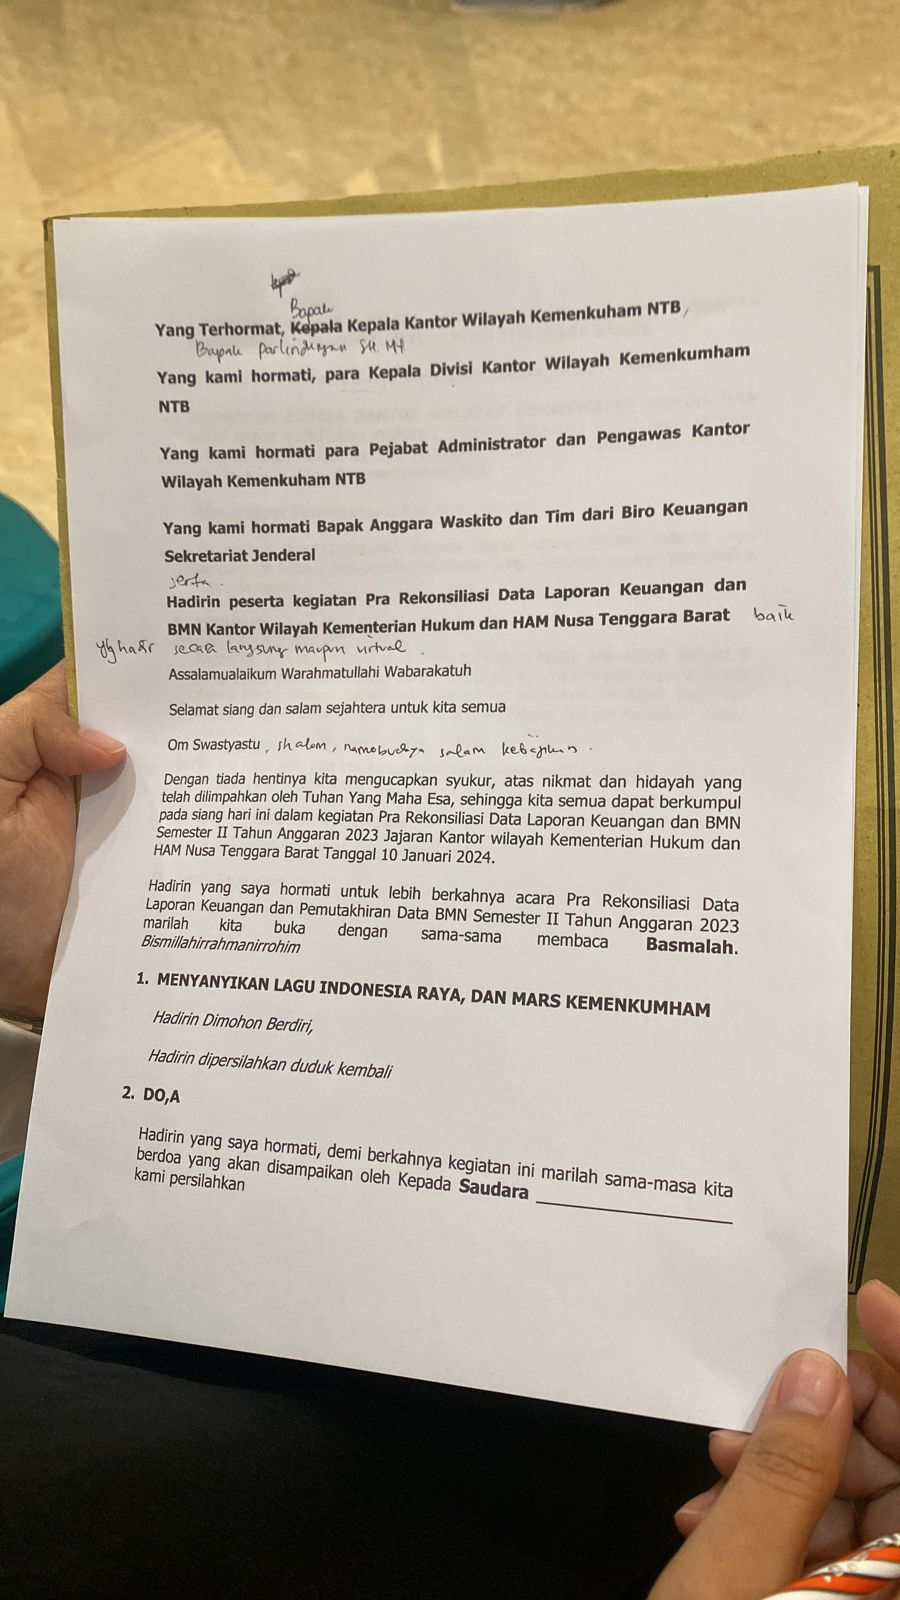 Bapak
Yang Terhormat, Kepala Kepala Kantor Wilayah Kemenkuham NTB,
Bapak Parlindungan SH. MH
Yang kami hormati, para Kepala Divisi Kantor Wilayah Kemenkumham
NTB
Yang kami hormati para Pejabat Administrator dan Pengawas Kantor
Wilayah Kemenkuham NTB
Yang kami hormati Bapak Anggara Waskito dan Tim dari Biro Keuangan
Sekretariat Jenderal
serta.
Hadirin peserta kegiatan Pra Rekonsiliasi Data Laporan Keuangan dan
BMN Kantor Wilayah Kementerian Hukum dan HAM Nusa Tenggara Barat baik
yg hadir secara langsung maupun virtual.
Assalamualaikum Warahmatullahi Wabarakatuh
Selamat siang dan salam sejahtera untuk kita semua
Om Swastyastu, shalom, namobudaya salam kebajikan.
Dengan tiada hentinya kita mengucapkan syukur, atas nikmat dan hidayah yang
telah dilimpahkan oleh Tuhan Yang Maha Esa, sehingga kita semua dapat berkumpul
pada siang hari ini dalam kegiatan Pra Rekonsiliasi Data Laporan Keuangan dan BMN
Semester II Tahun Anggaran 2023 Jajaran Kantor wilayah Kementerian Hukum dan
HAM Nusa Tenggara Barat Tanggal 10 Januari 2024.
Hadirin yang saya hormati untuk lebih berkahnya acara Pra Rekonsiliasi Data
Laporan Keuangan dan Pemutakhiran Data BMN Semester II Tahun Anggaran 2023
marilah kita buka dengan sama-sama membaca Basmalah.
Bismillahirrahmanirrohim
1. MENYANYIKAN LAGU INDONESIA RAYA, DAN MARS KEMENKUMHAM
Hadirin Dimohon Berdiri,
Hadirin dipersilahkan duduk kembali
2. DO,A
Hadirin yang saya hormati, demi berkahnya kegiatan ini marilah sama-masa kita
berdoa yang akan disampaikan oleh Kepada Saudara
kami persilahkan